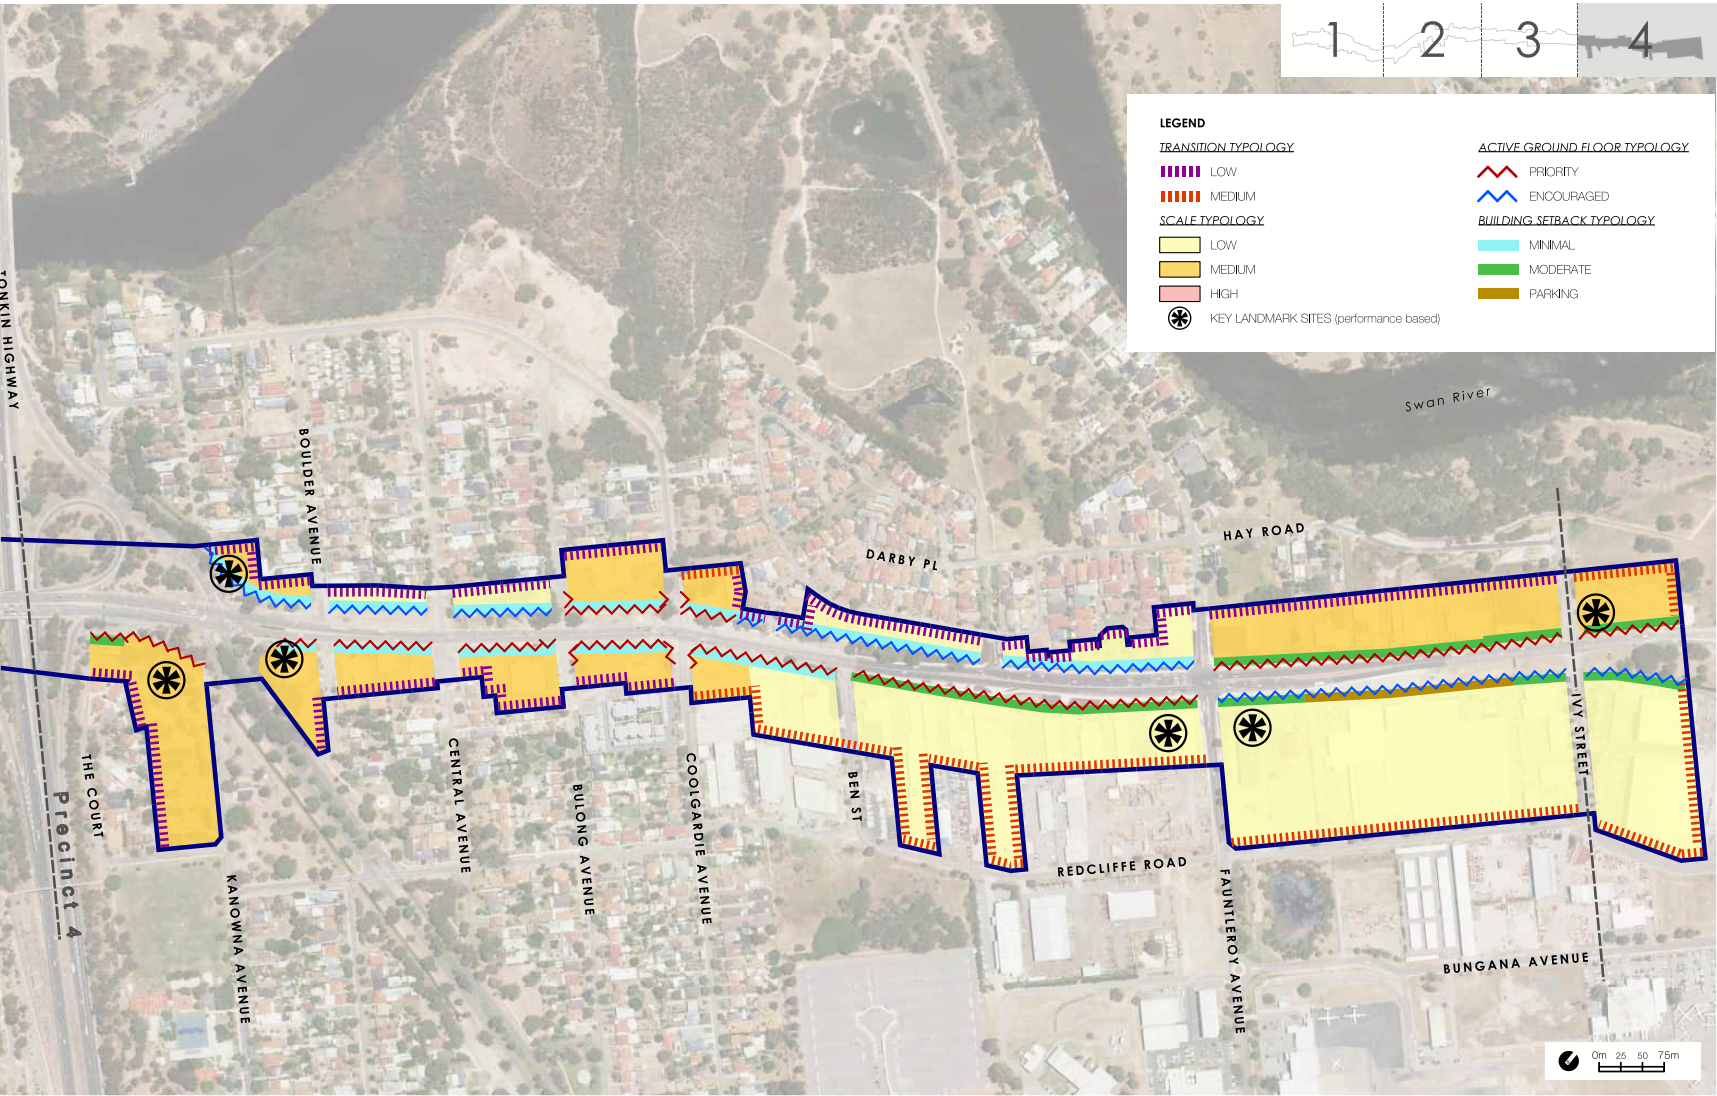 1 2 3 4
LEGEND
TRANSITION TYPOLOGY
LOW
MEDIUM
SCALE TYPOLOGY
LOW
MEDIUM
HIGH
KEY LANDMARK SITES (performance based)
ACTIVE GROUND FLOOR TYPOLOGY
PRIORITY
ENCOURAGED
BUILDING SETBACK TYPOLOGY
MINIMAL
MODERATE
PARKING
TONKIN HIGHWAY
Swan River
BOULDER AVENUE
DARBY PL
HAY ROAD
IVY STREET
THE COURT
Precinct 4
CENTRAL AVENUE
BULONG AVENUE
COOLGARDIE AVENUE
BEN ST
REDCLIFFE ROAD
KANOWNA AVENUE
FAUNTLEROY AVENUE
BUNGANA AVENUE
0m 25 50 75m